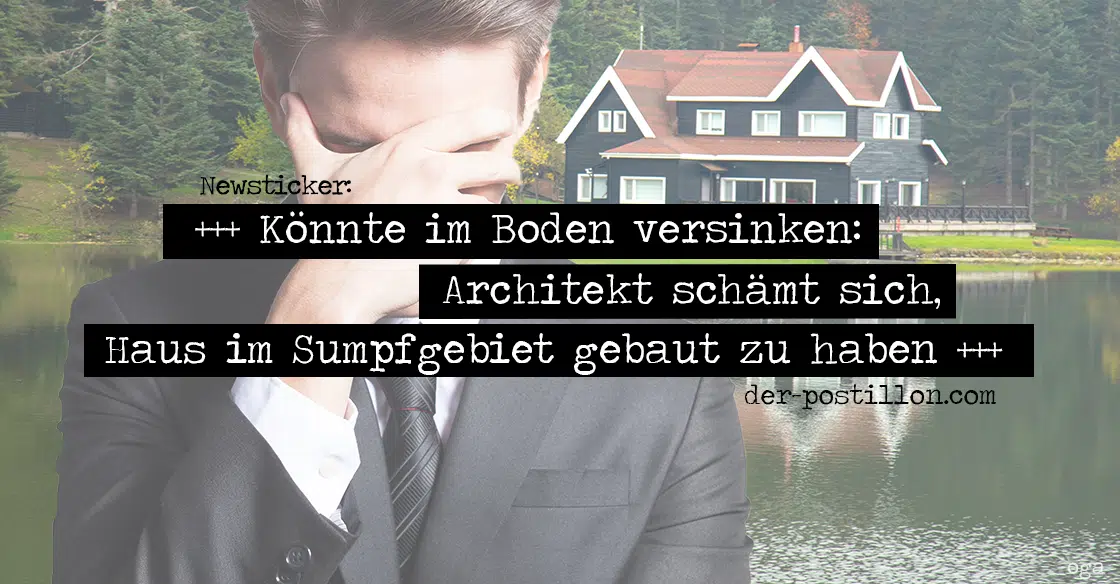 Newsticker:
+++ Könnte im Boden versinken:
Architekt schämt sich,
Haus im Sumpfgebiet gebaut zu haben +++
der-postillon.com
oga